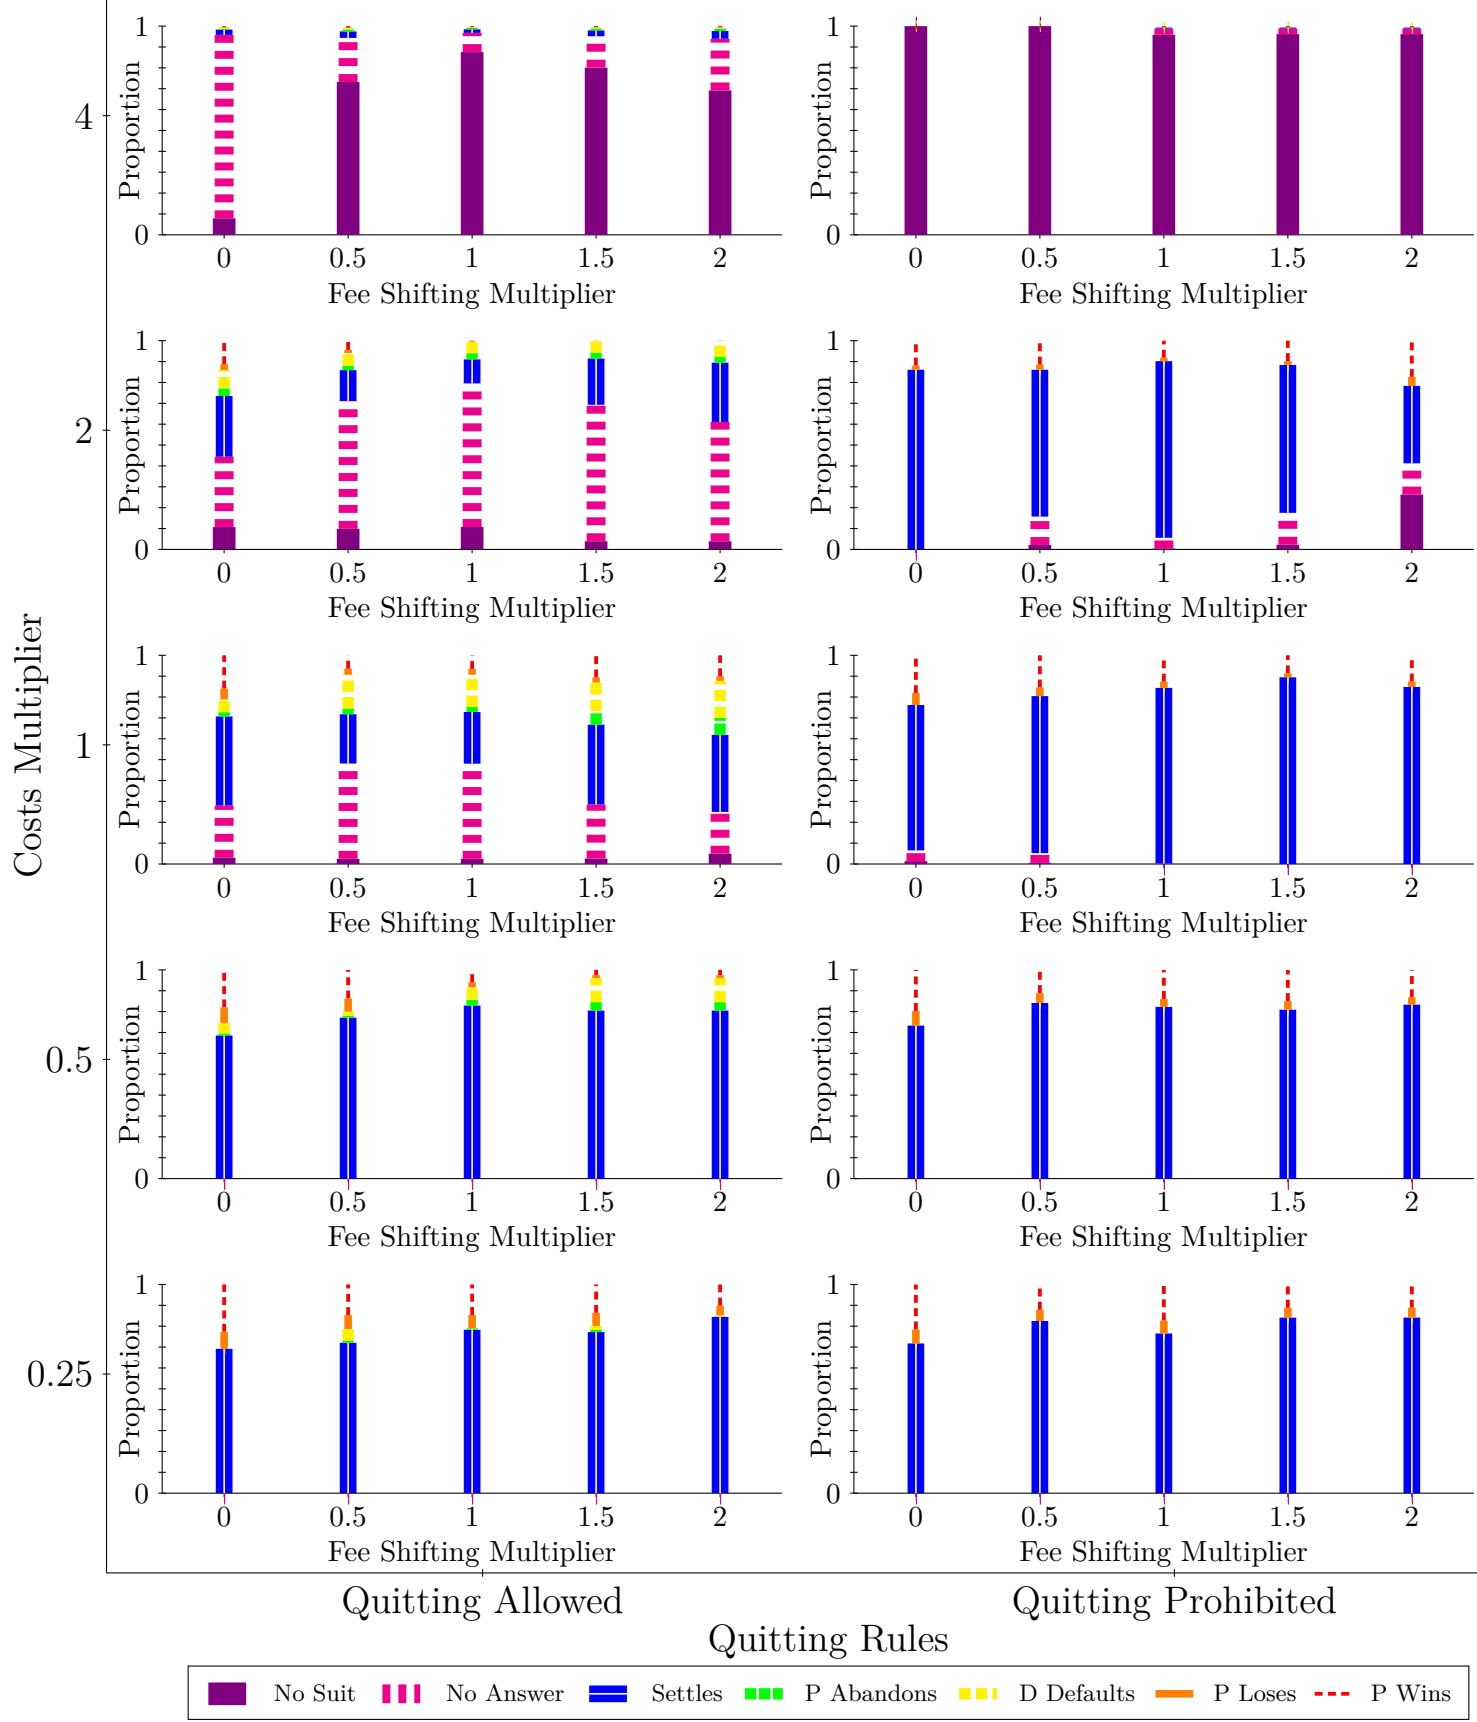 Costs Multiplier
4
1
0
Proportion
0 0.5 1 1.5 2
Fee Shifting Multiplier
1
0
Proportion
0 0.5 1 1.5 2
Fee Shifting Multiplier
2
1
0
Proportion
0 0.5 1 1.5 2
Fee Shifting Multiplier
1
0
Proportion
0 0.5 1 1.5 2
Fee Shifting Multiplier
1
1
0
Proportion
0 0.5 1 1.5 2
Fee Shifting Multiplier
1
0
Proportion
0 0.5 1 1.5 2
Fee Shifting Multiplier
0.5
1
0
Proportion
0 0.5 1 1.5 2
Fee Shifting Multiplier
1
0
Proportion
0 0.5 1 1.5 2
Fee Shifting Multiplier
0.25
1
0
Proportion
0 0.5 1 1.5 2
Fee Shifting Multiplier
1
0
Proportion
0 0.5 1 1.5 2
Fee Shifting Multiplier
Quitting Allowed
Quitting Prohibited
Quitting Rules
No Suit No Answer Settles P Abandons D Defaults P Loses P Wins